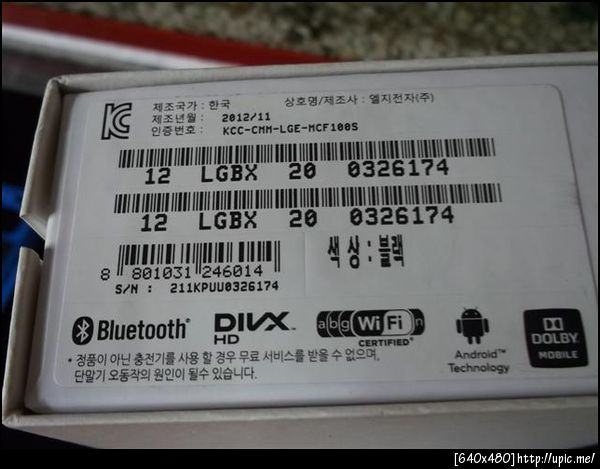 제조국가 : 한국 상호명/제조사 : 엘지전자(주)
제조년월 : 2012/11
인증번호 : KCC-CMM-LGE-MCF100S
12 LGBX 20 0326174
12 LGBX 20 0326174
8 801031 246014
색상 : 블랙
S/N : 211KPUU0326174
Bluetooth®
DIVX™ HD
abg WiFi n CERTIFIED®
Android™ Technology
DOLBY MOBILE
* 정품이 아닌 충전기를 사용 할 경우 무료 서비스를 받을 수 없으며,
단말기 오동작의 원인이 될수 있습니다.
[640x480]http://upic.me/